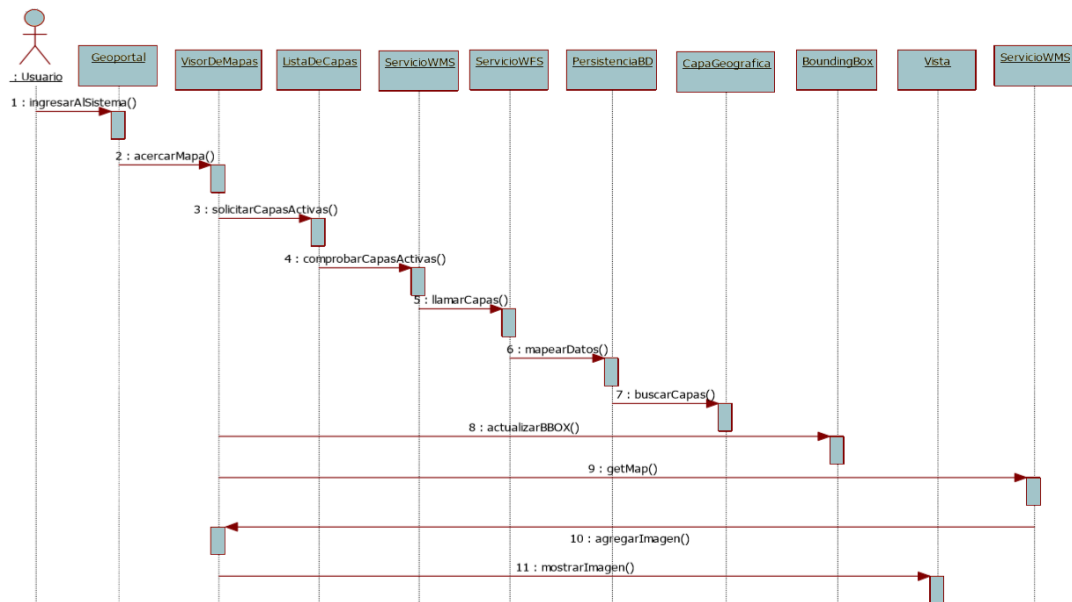 : Usuario
Geoportal
VisorDeMapas
ListaDeCapas
ServicioWMS
ServicioWFS
PersistenciaBD
CapaGeografica
BoundingBox
Vista
ServicioWMS
1 : ingresarAlSistema()
2 : acercarMapa()
3 : solicitarCapasActivas()
4 : comprobarCapasActivas()
5 : llamarCapas()
6 : mapearDatos()
7 : buscarCapas()
8 : actualizarBBOX()
9 : getMap()
10 : agregarImagen()
11 : mostrarImagen()